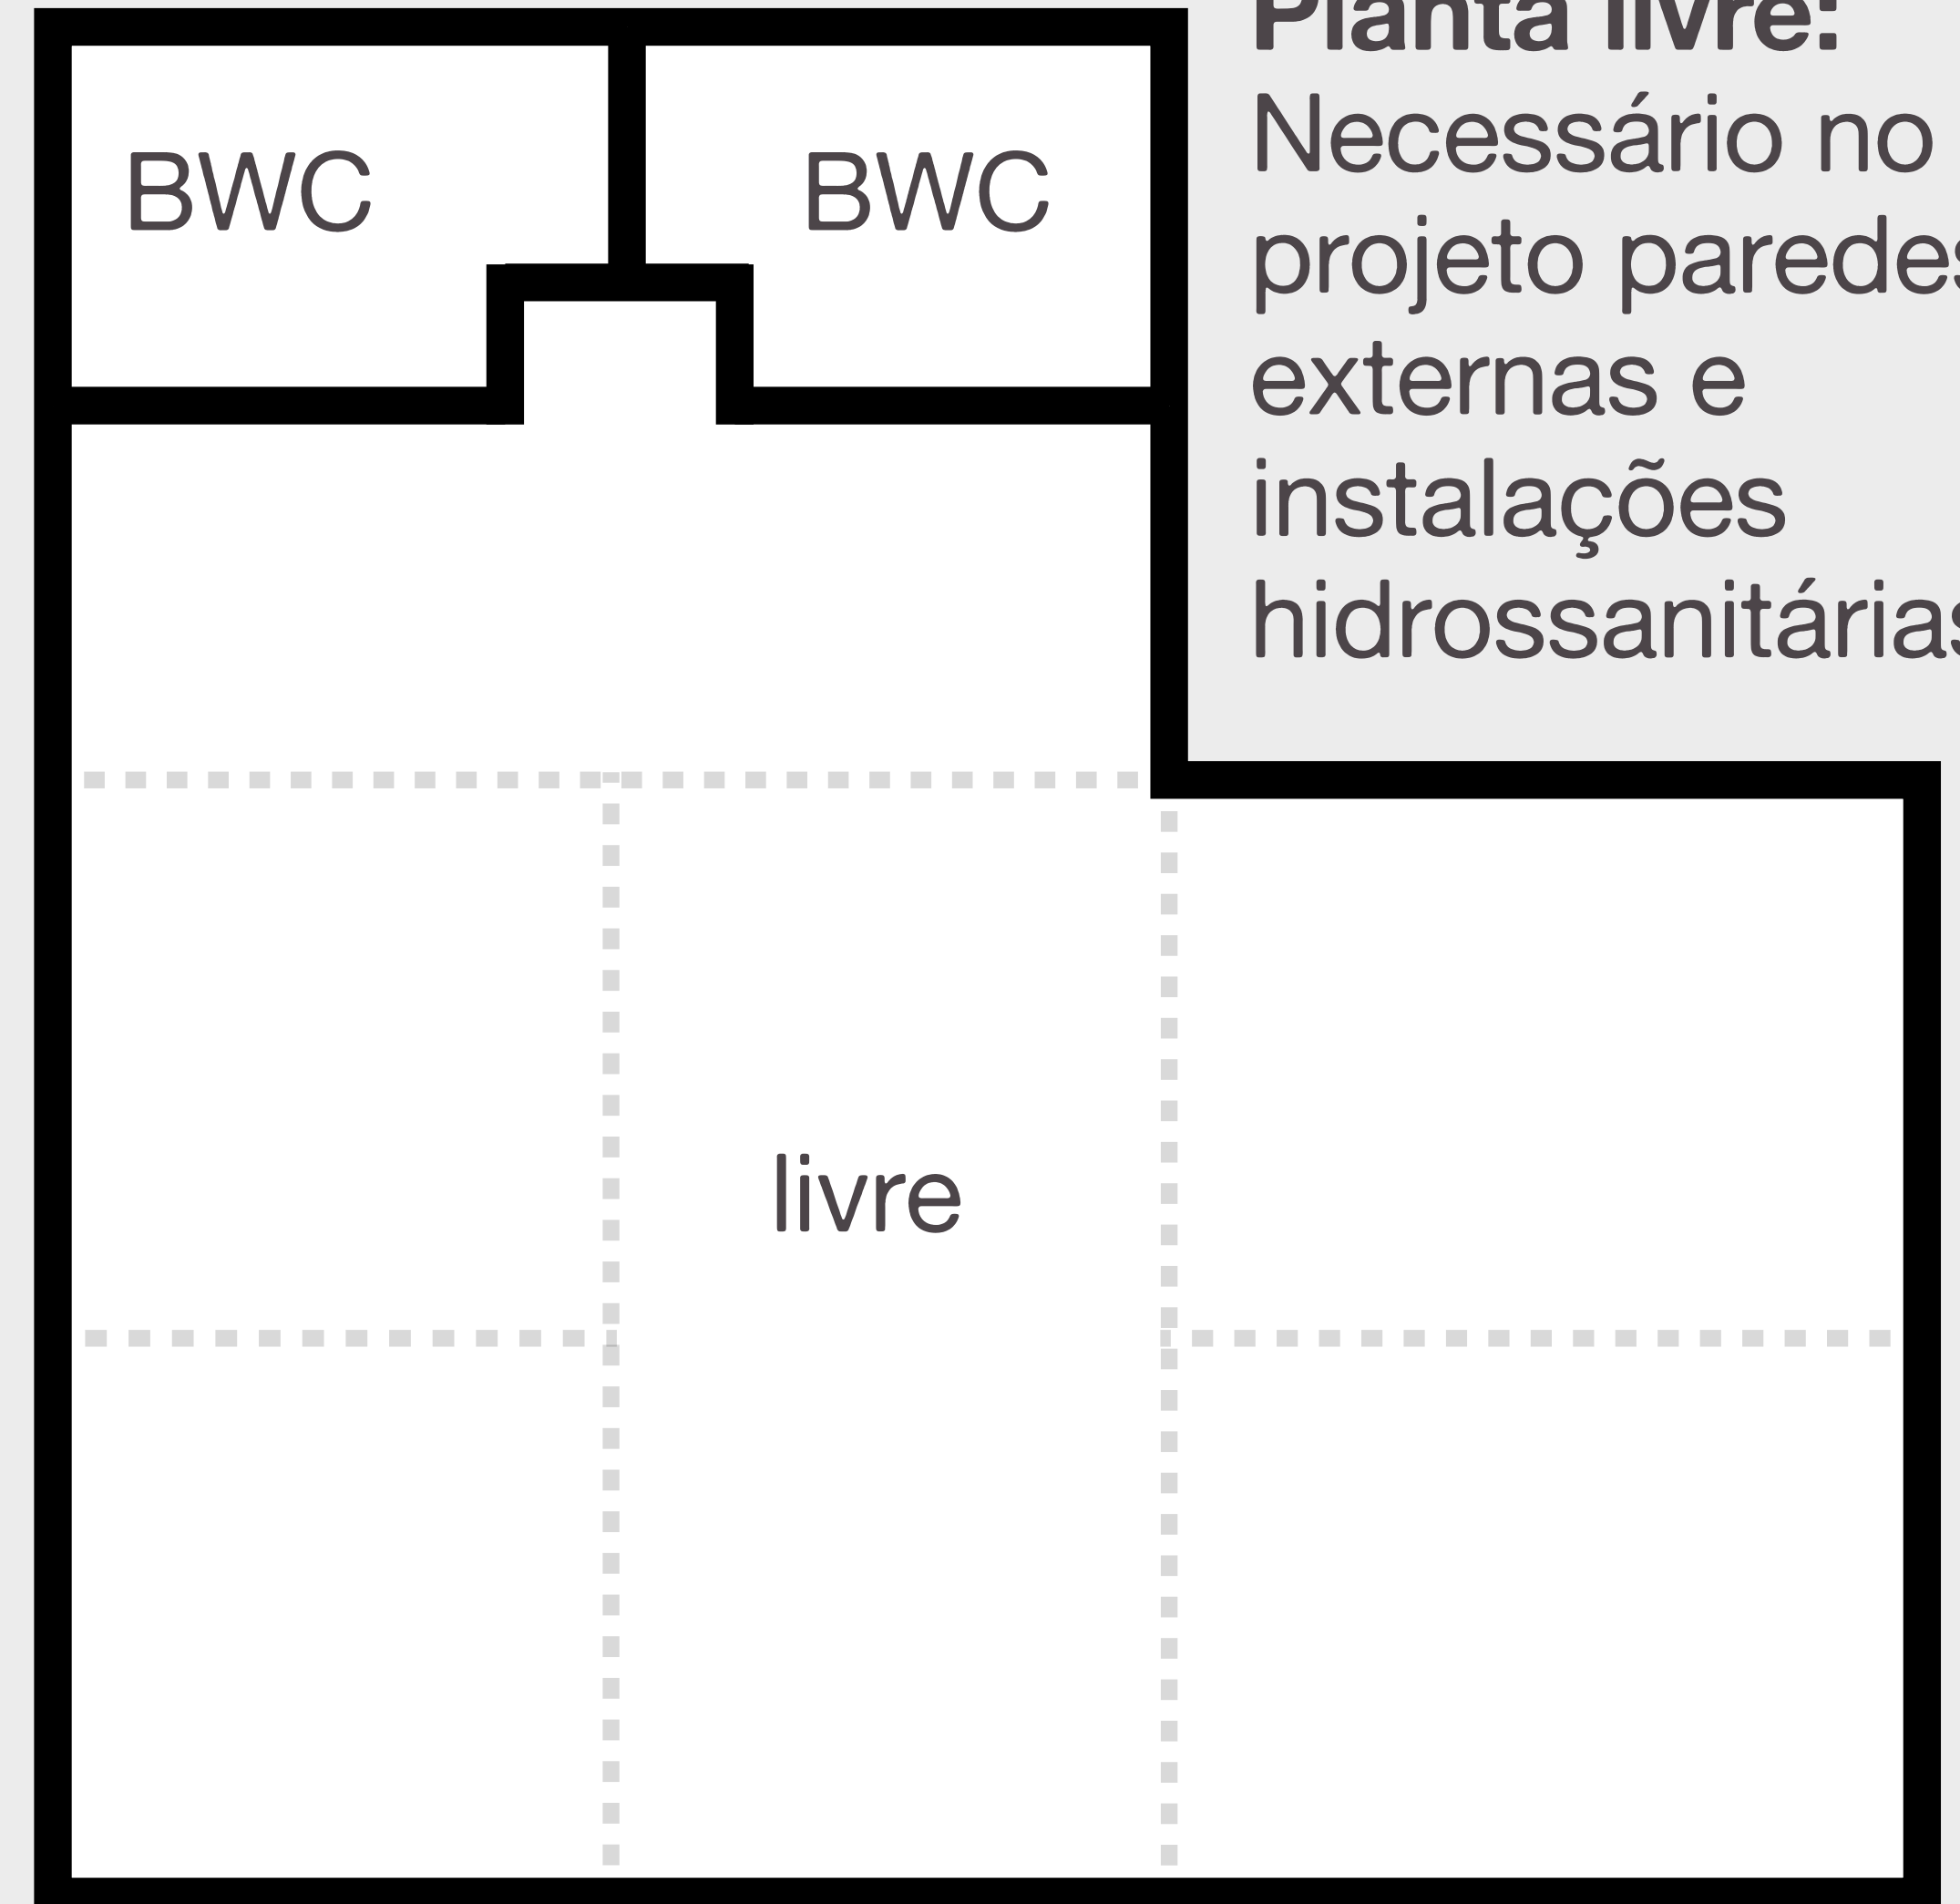 Planta livre:
Necessário no
projeto paredes
externas e
instalações
hidrossanitárias
BWC BWC
livre